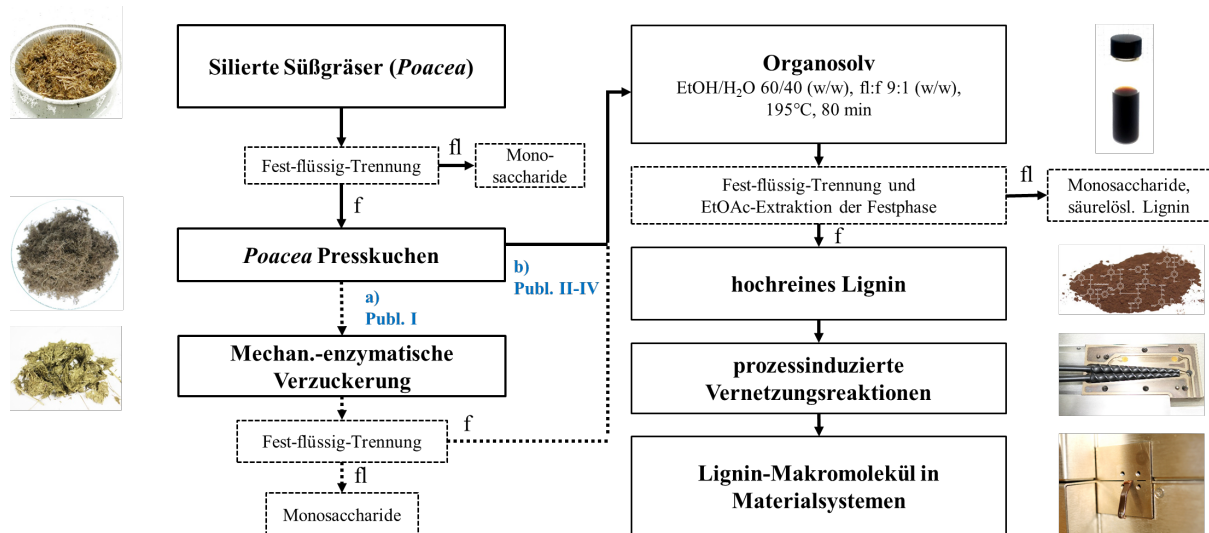 Silierte Süßgräser (Poacea)
Fest-flüssig-Trennung
fl
Mono-
saccharide
f
Poacea Presskuchen
a)
Publ. I
b)
Publ. II-IV
Mechan.-enzymatische
Verzuckerung
Fest-flüssig-Trennung
f
fl
Monosaccharide
Organosolv
EtOH/H₂O 60/40 (w/w), fl:f 9:1 (w/w),
195°C, 80 min
Fest-flüssig-Trennung und
EtOAc-Extraktion der Festphase
fl
Monosaccharide,
säurelösl. Lignin
f
hochreines Lignin
prozessinduzierte
Vernetzungsreaktionen
Lignin-Makromolekül in
Materialsystemen